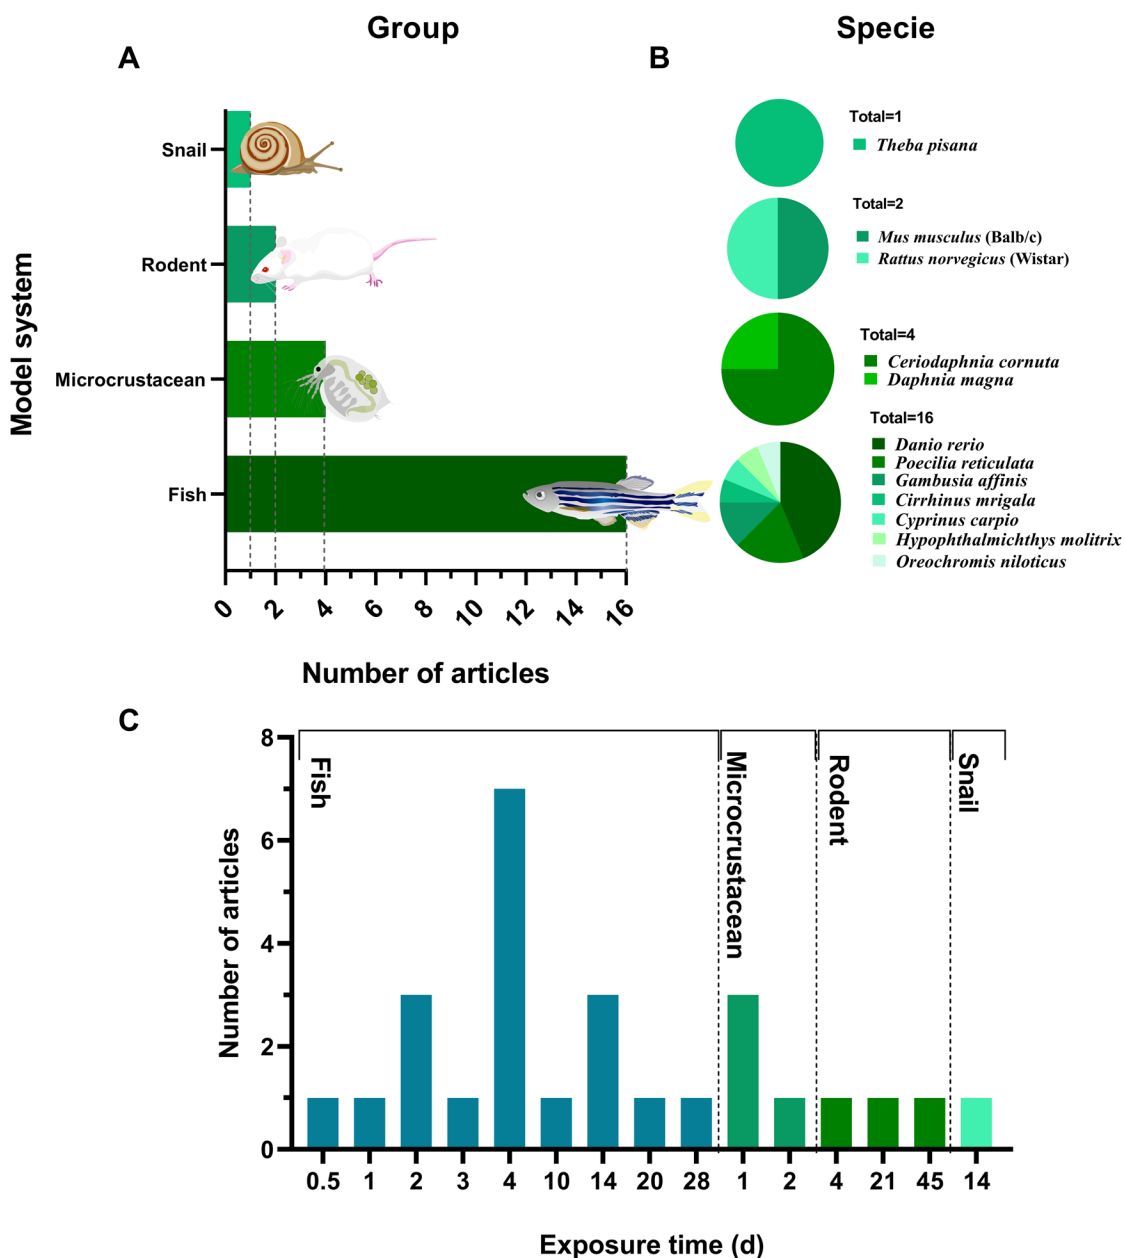 Group
Specie
A
B
Model system
Snail
Rodent
Microcrustacean
Fish
0 2 4 6 8 10 12 14 16
Number of articles
Total=1
Theba pisana
Total=2
Mus musculus (Balb/c)
Rattus norvegicus (Wistar)
Total=4
Ceriodaphnia cornuta
Daphnia magna
Total=16
Danio rerio
Poecilia reticulata
Gambusia affinis
Cirrhinus mrigala
Cyprinus carpio
Hypophthalmichthys molitrix
Oreochromis niloticus
C
Number of articles
8
6
4
2
0
Fish
Microcrustacean
Rodent
Snail
0.5 1 2 3 4 10 14 20 28 1 2 4 21 45 14
Exposure time (d)